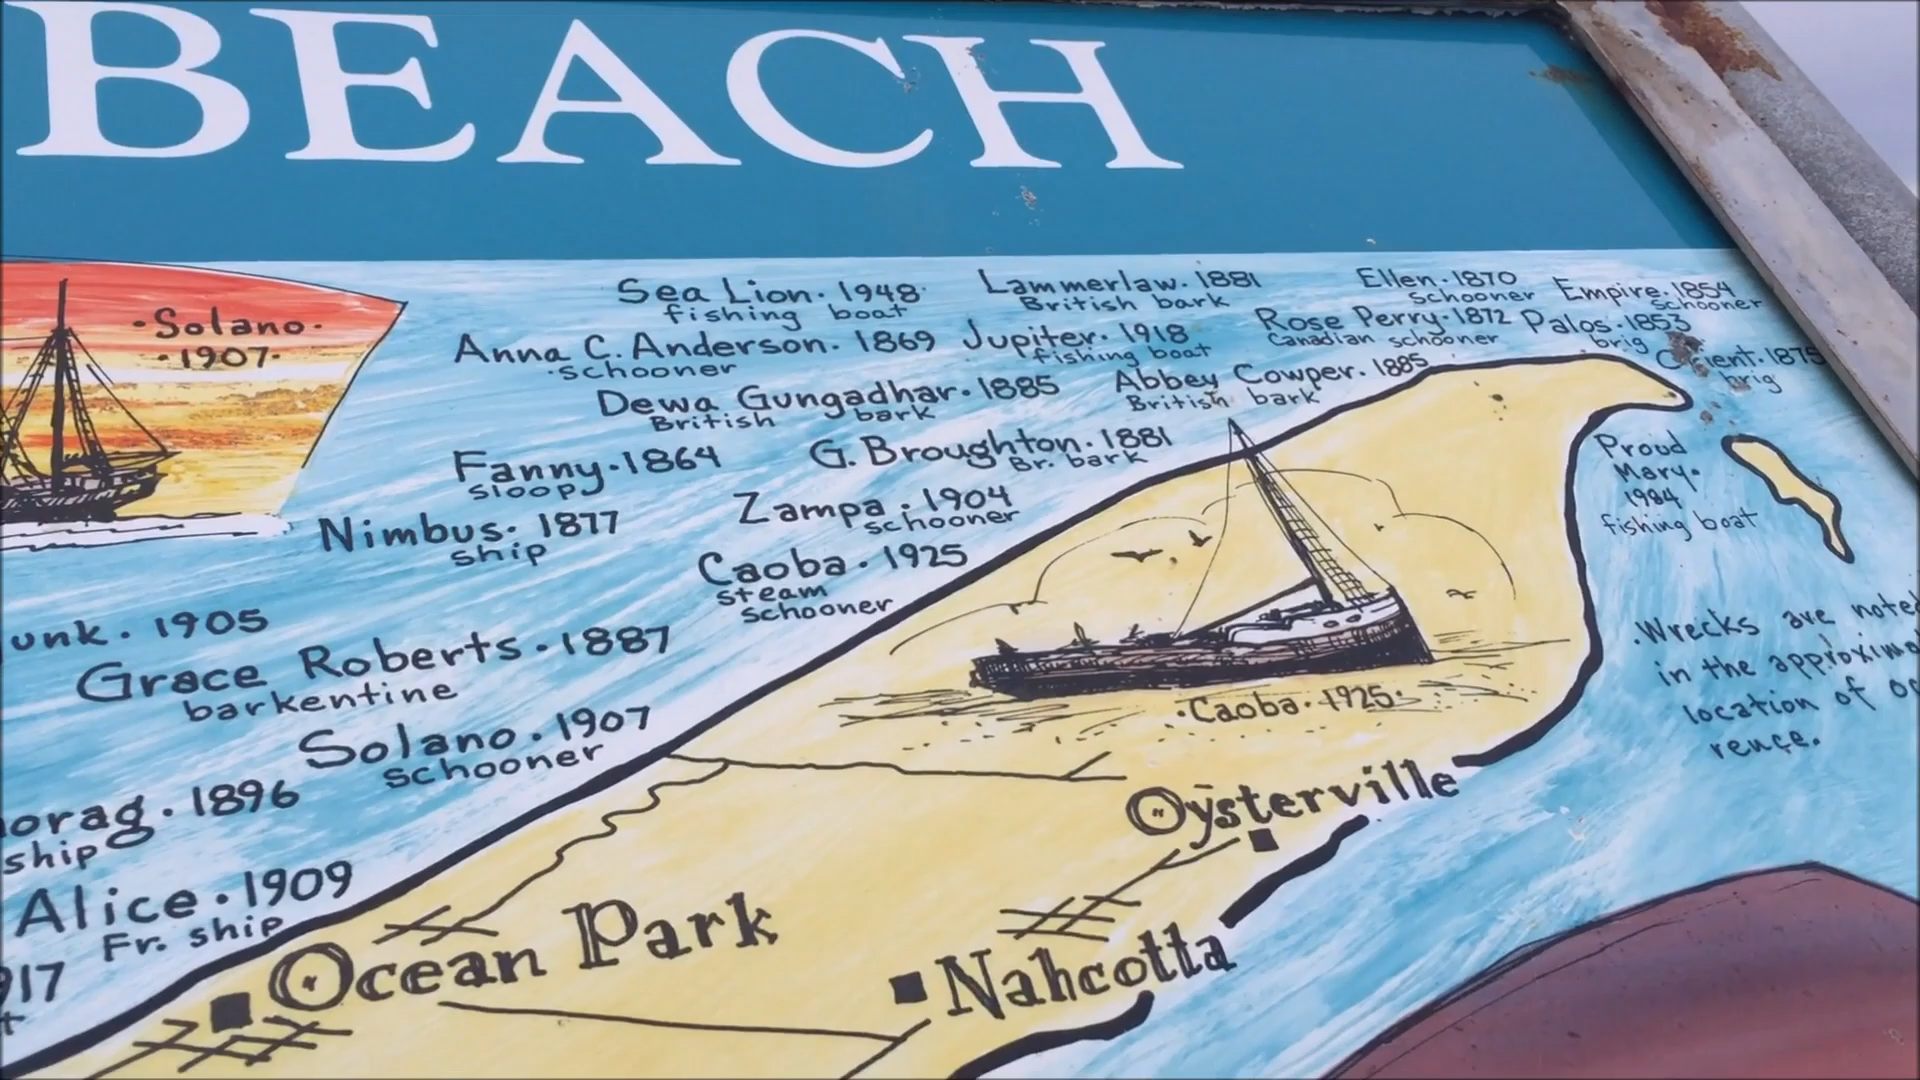 BEACH
Solano.
1907.
Sea Lion. 1948
fishing boat
Lammerlaw. 1881
British bark
Ellen. 1870
schooner
Empire. 1854
schooner
Anna C. Anderson. 1869
schooner
Jupiter. 1918
fishing boat
Rose Perry. 1872
Canadian schooner
Palos. 1853
brig
1875
brig
Dewa Gungadhar. 1885
British bark
Abbey Cowper. 1885
British bark
Fanny. 1864
sloop
G. Broughton. 1881
Br. bark
Proud
Mary.
1984
fishing boat
Nimbus. 1877
ship
Zampa. 1904
schooner
Caoba. 1925
steam
schooner
unk. 1905
Grace Roberts. 1887
barkentine
Caoba. 1925.
Wrecks are noted
in the approxima
location of oc
rence.
Solano. 1907
schooner
orag. 1896
ship
Oysterville
Alice. 1909
Fr. ship
Ocean Park
Nahcotta
917